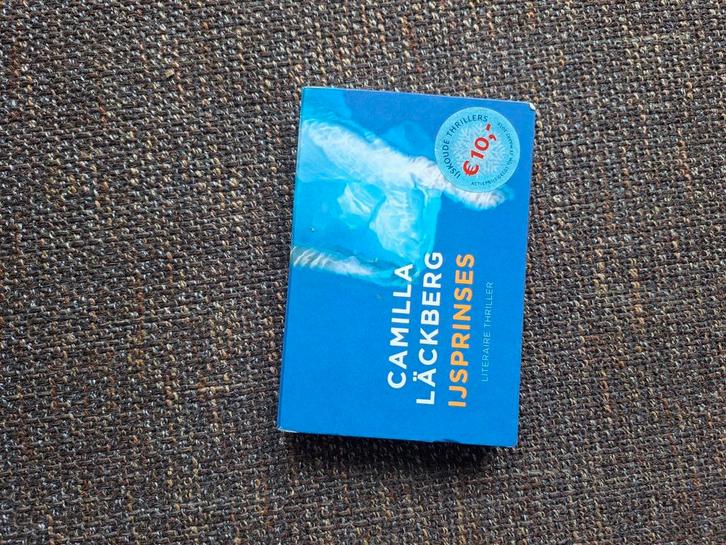 CAMILLA
LÄCKBERG
IJSPRINSES
LITERAIRE THRILLER
IJSKOUDE THRILLERS
€ 10,-